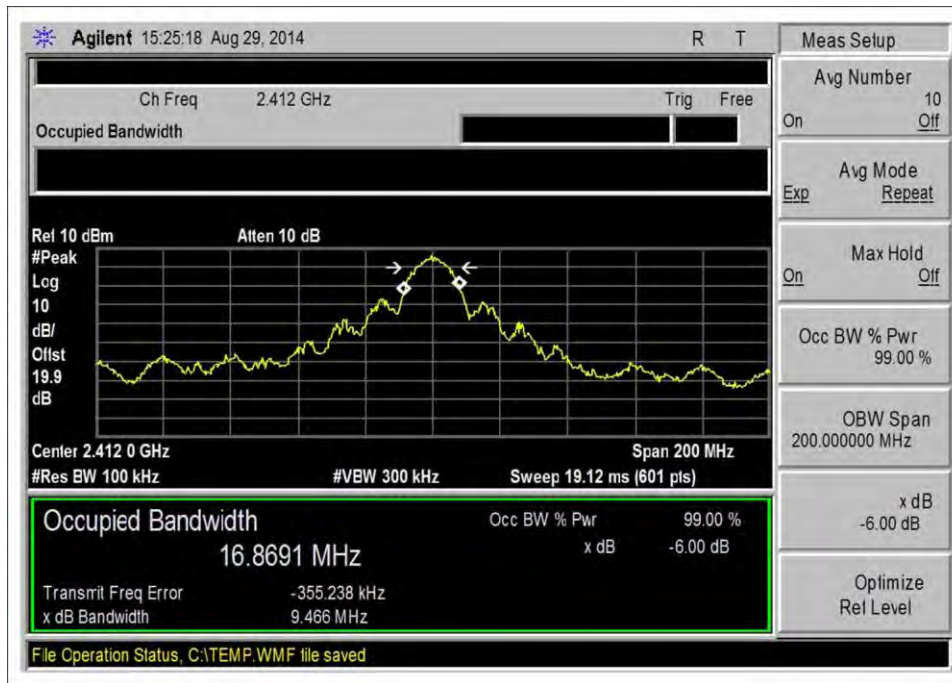 Agilent 15:25:18 Aug 29, 2014 R T
Ch Freq 2.412 GHz Trig Free
Occupied Bandwidth
Ref 10 dBm Atten 10 dB
#Peak
Log
10
dB/
Offst
19.9
dB
Center 2.412 0 GHz Span 200 MHz
#Res BW 100 kHz #VBW 300 kHz Sweep 19.12 ms (601 pts)
Occupied Bandwidth Occ BW % Pwr 99.00 %
16.8691 MHz x dB -6.00 dB
Transmit Freq Error -355.238 kHz
x dB Bandwidth 9.466 MHz
File Operation Status, C:\TEMP.WMF file saved
Meas Setup
Avg Number
10
On Off
Avg Mode
Exp Repeat
Max Hold
On Off
Occ BW % Pwr
99.00 %
OBW Span
200.000000 MHz
x dB
-6.00 dB
Optimize
Ref Level